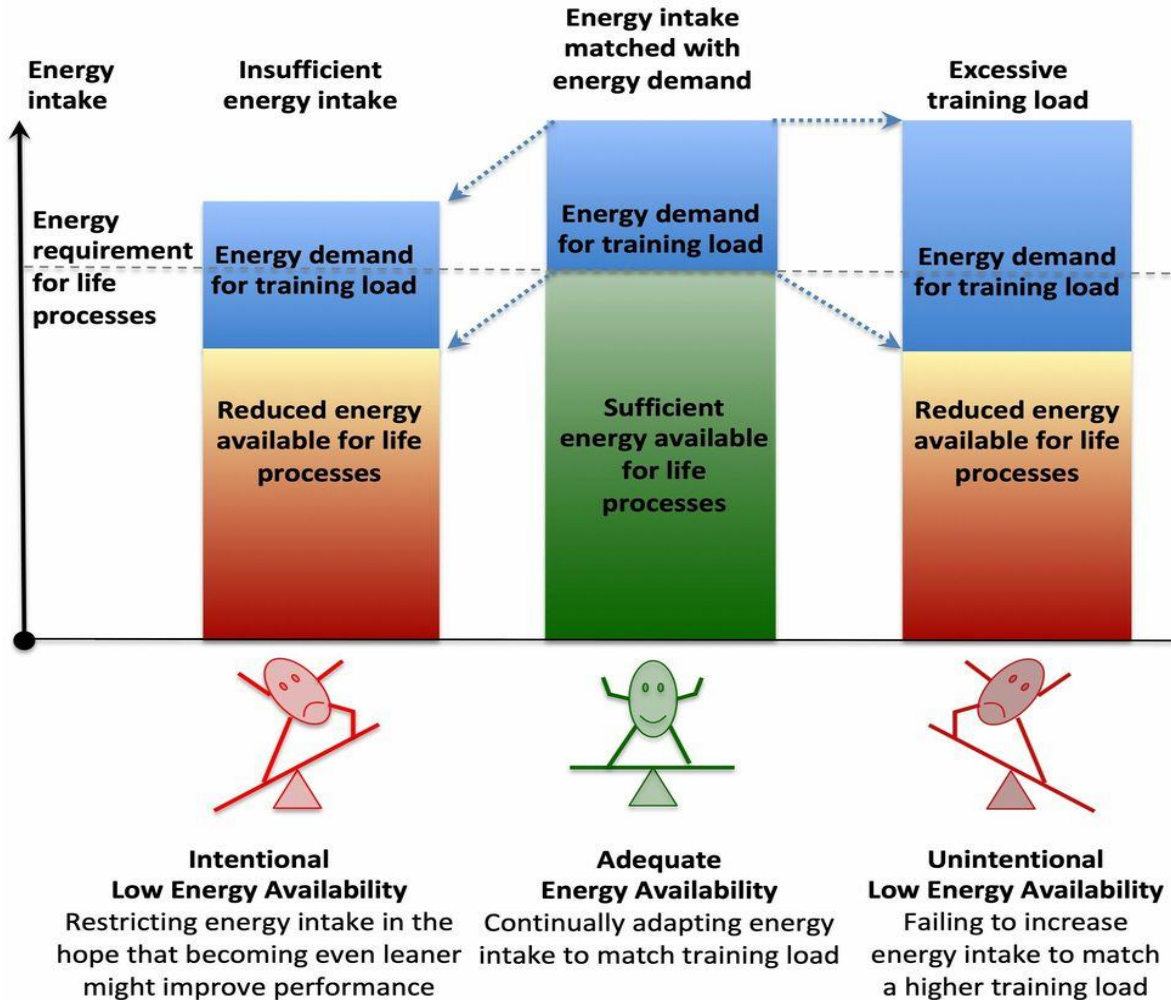 Energy
intake
Insufficient
energy intake
Energy intake
matched with
energy demand
Excessive
training load
Energy
requirement
for life
processes
Energy demand
for training load
Energy demand
for training load
Energy demand
for training load
Reduced energy
available for life
processes
Sufficient
energy available
for life
processes
Reduced energy
available for life
processes
Intentional
Low Energy Availability
Restricting energy intake in the
hope that becoming even leaner
might improve performance
Adequate
Energy Availability
Continually adapting energy
intake to match training load
Unintentional
Low Energy Availability
Failing to increase
energy intake to match
a higher training load